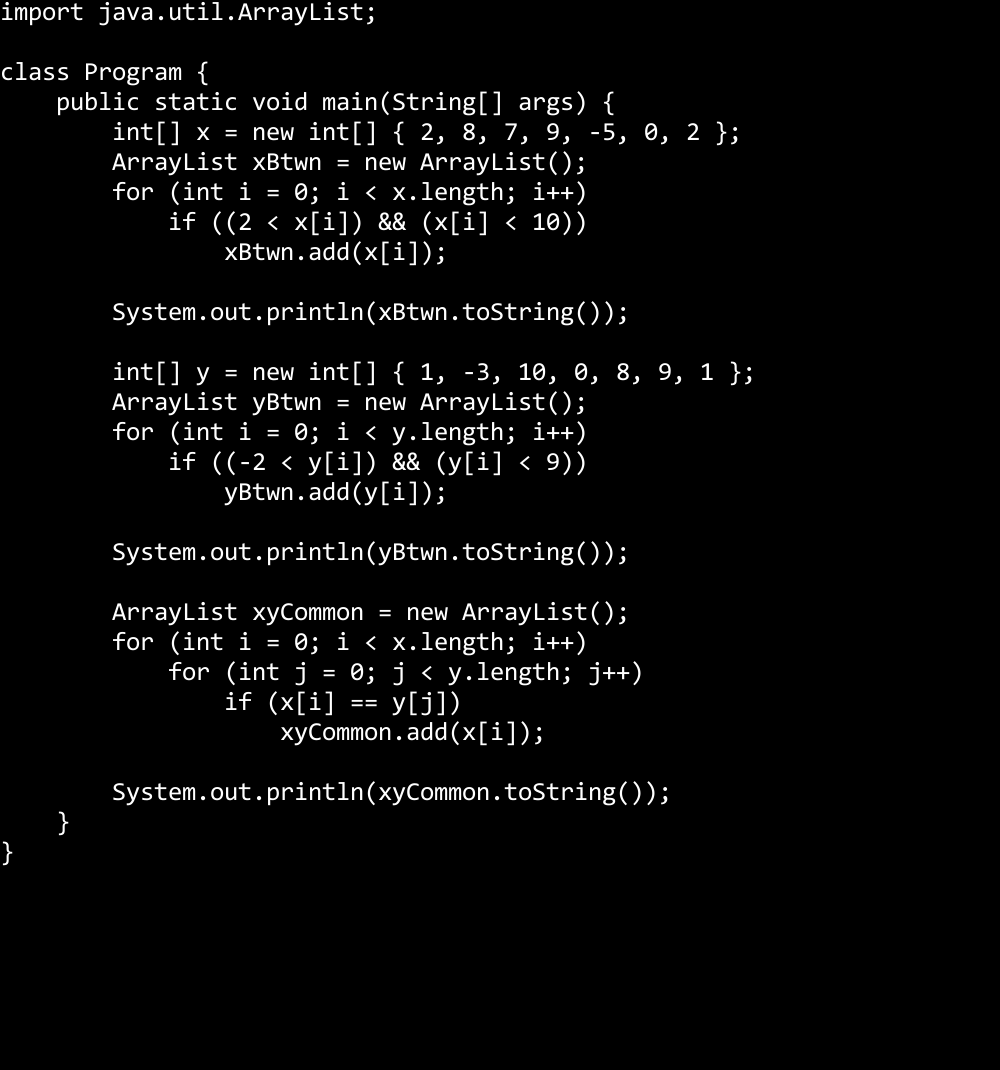 import java.util.ArrayList;

class Program {
    public static void main(String[] args) {
        int[] x = new int[] { 2, 8, 7, 9, -5, 0, 2 };
        ArrayList xBtwn = new ArrayList();
        for (int i = 0; i < x.length; i++)
            if ((2 < x[i]) && (x[i] < 10))
                xBtwn.add(x[i]);

        System.out.println(xBtwn.toString());

        int[] y = new int[] { 1, -3, 10, 0, 8, 9, 1 };
        ArrayList yBtwn = new ArrayList();
        for (int i = 0; i < y.length; i++)
            if ((-2 < y[i]) && (y[i] < 9))
                yBtwn.add(y[i]);

        System.out.println(yBtwn.toString());

        ArrayList xyCommon = new ArrayList();
        for (int i = 0; i < x.length; i++)
            for (int j = 0; j < y.length; j++)
                if (x[i] == y[j])
                    xyCommon.add(x[i]);

        System.out.println(xyCommon.toString());
    }
}